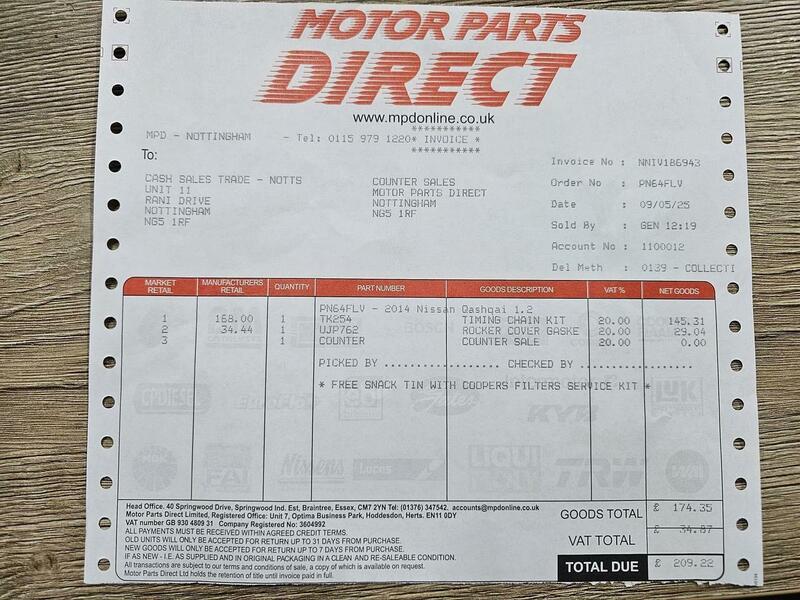 MOTOR PARTS
DIRECT
www.mpdonline.co.uk
***********
MPD - NOTTINGHAM - Tel: 0115 979 1220* INVOICE *
***********
To:
CASH SALES TRADE - NOTTS
UNIT 11
RANI DRIVE
NOTTINGHAM
NG5 1RF
COUNTER SALES
MOTOR PARTS DIRECT
NOTTINGHAM
NG5 1RF
Invoice No : NNIV186943
Order No : PN64FLV
Date : 09/05/25
Sold By : GEN 12:19
Account No : 1100012
Del Meth : 0139 - COLLECTI
MARKET RETAIL MANUFACTURERS RETAIL QUANTITY PART NUMBER GOODS DESCRIPTION VAT % NET GOODS
PN64FLV - 2014 Nissan Qashqai 1.2
1 168.00 1 TK254 TIMING CHAIN KIT 20.00 145.31
2 34.44 1 UJP762 ROCKER COVER GASKE 20.00 29.04
3 1 COUNTER COUNTER SALE 20.00 0.00
PICKED BY .................. CHECKED BY ..................
* FREE SNACK TIN WITH COOPERS FILTERS SERVICE KIT *
KYB
LUK
FAI
Nissens
Lucas
LIQUI
TRW
Head Office. 40 Springwood Drive, Springwood Ind. Est, Braintree, Essex, CM7 2YN Tel: (01376) 347542. accounts@mpdonline.co.uk
Motor Parts Direct Limited, Registered Office: Unit 7, Optima Business Park, Hoddesdon, Herts. EN11 0DY
VAT number GB 930 4809 31 Company Registered No: 3604992
ALL PAYMENTS MUST BE RECEIVED WITHIN AGREED CREDIT TERMS.
OLD UNITS WILL ONLY BE ACCEPTED FOR RETURN UP TO 31 DAYS FROM PURCHASE.
NEW GOODS WILL ONLY BE ACCEPTED FOR RETURN UP TO 7 DAYS FROM PURCHASE.
IF AS NEW - I.E. AS SUPPLIED AND IN ORIGINAL PACKAGING IN A CLEAN AND RE-SALEABLE CONDITION.
All transactions are subject to our terms and conditions of sale, a copy of which is available on request.
Motor Parts Direct Ltd holds the retention of title until invoice paid in full.
GOODS TOTAL £ 174.35
VAT TOTAL £ 34.87
TOTAL DUE £ 209.22